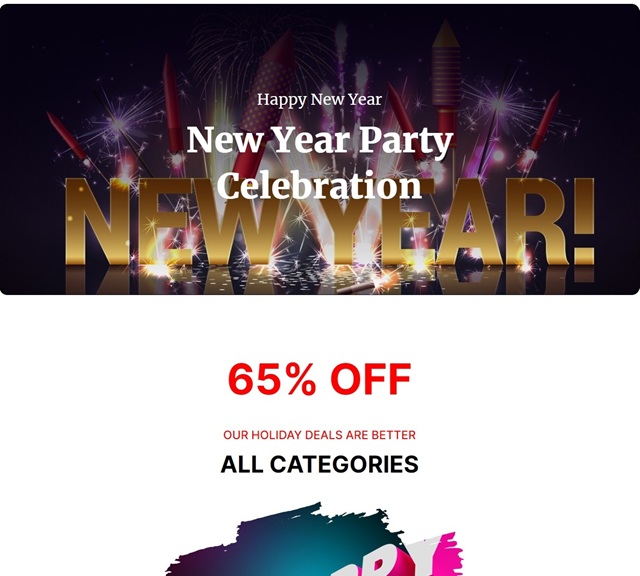 Happy New Year
New Year Party
Celebration
NEW YEAR!
65% OFF
OUR HOLIDAY DEALS ARE BETTER
ALL CATEGORIES